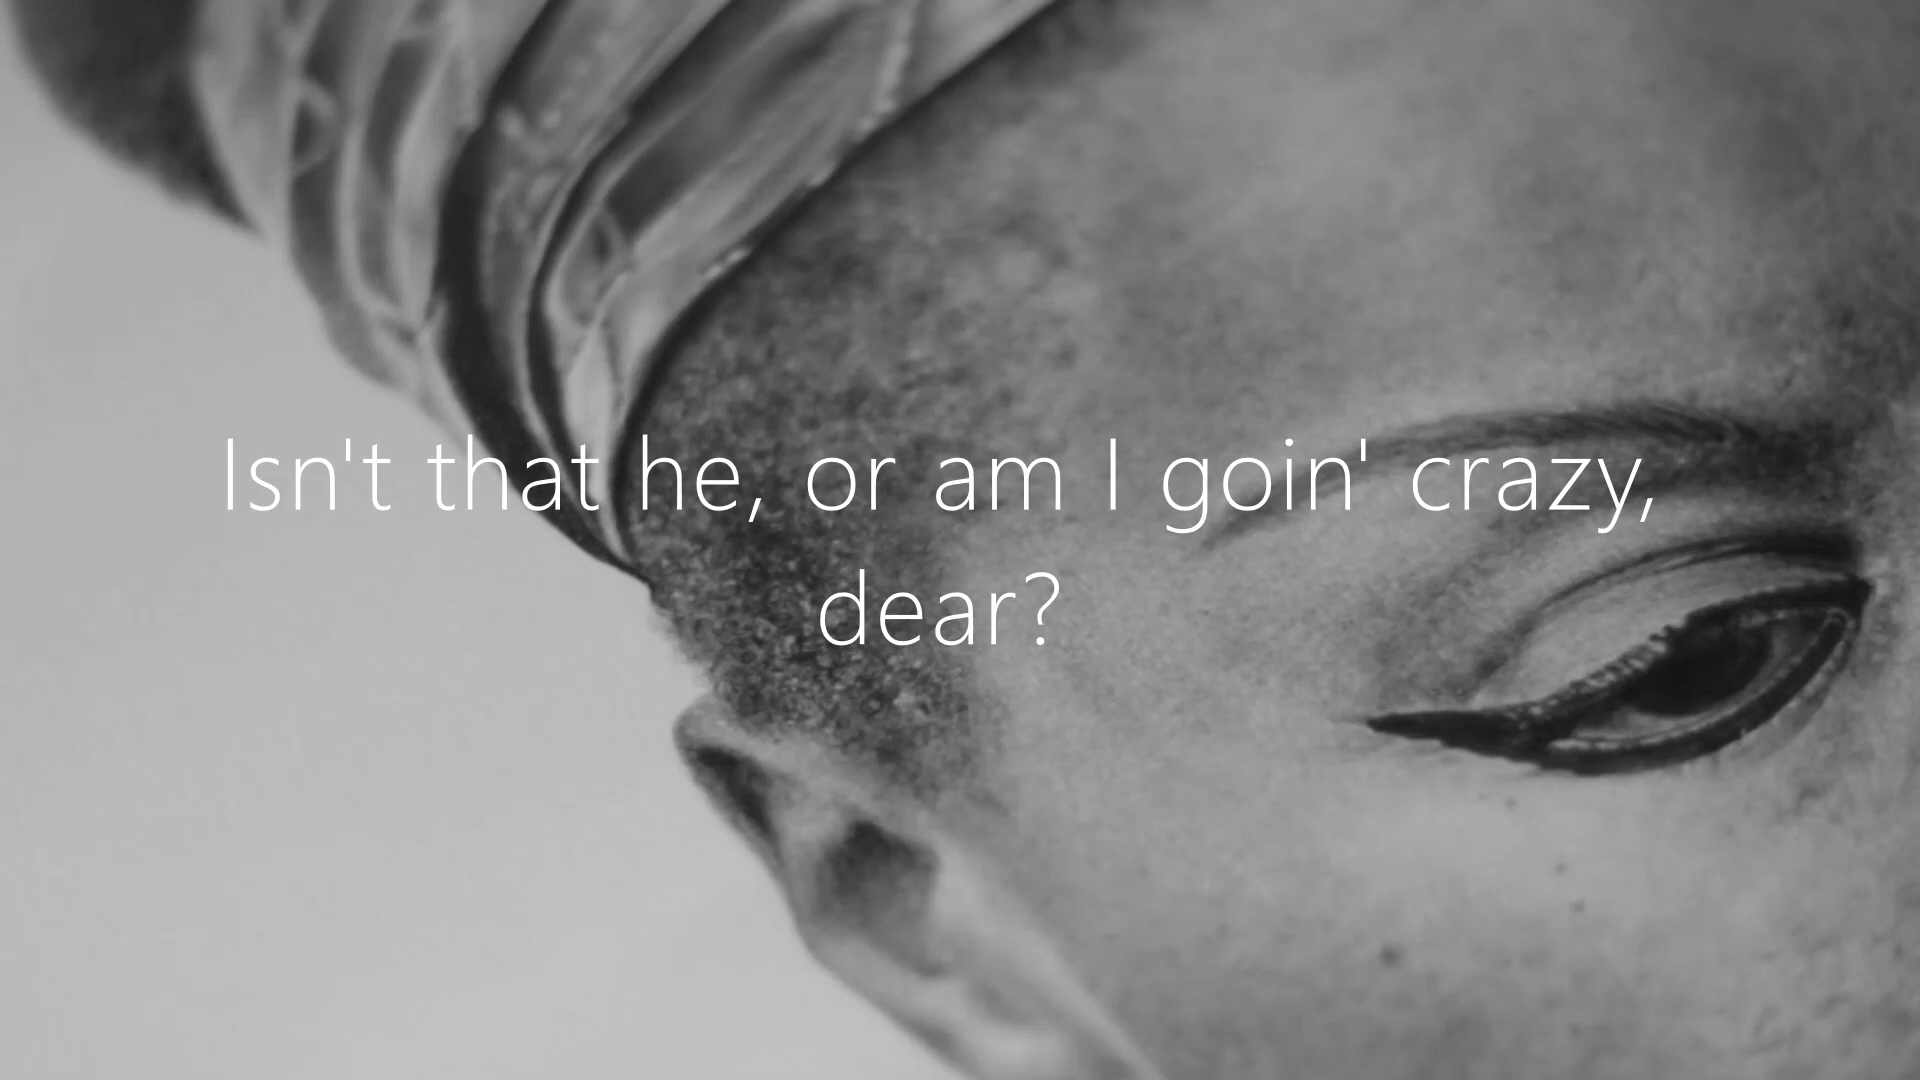 Isn't that he, or am I goin' crazy,
dear?